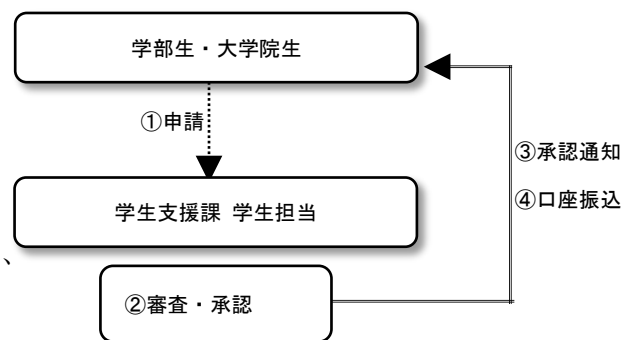 学部生・大学院生
①申請
③承認通知
④口座振込
学生支援課 学生担当
、
②審査・承認